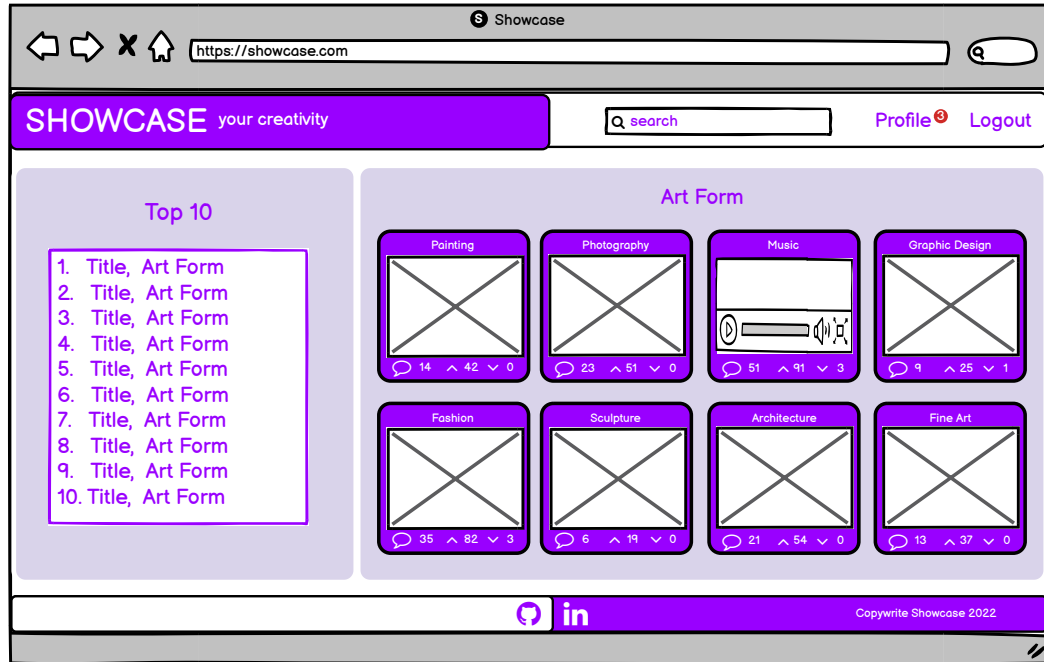 S Showcase
https://showcase.com
SHOWCASE your creativity
search
Profile 3 Logout
Top 10
1. Title, Art Form
2. Title, Art Form
3. Title, Art Form
4. Title, Art Form
5. Title, Art Form
6. Title, Art Form
7. Title, Art Form
8. Title, Art Form
9. Title, Art Form
10. Title, Art Form
Art Form
Painting Photography Music Graphic Design
14 42 0 23 51 0 51 91 3 9 25 1
Fashion Sculpture Architecture Fine Art
35 82 3 6 19 0 21 54 0 13 37 0
in Copywrite Showcase 2022